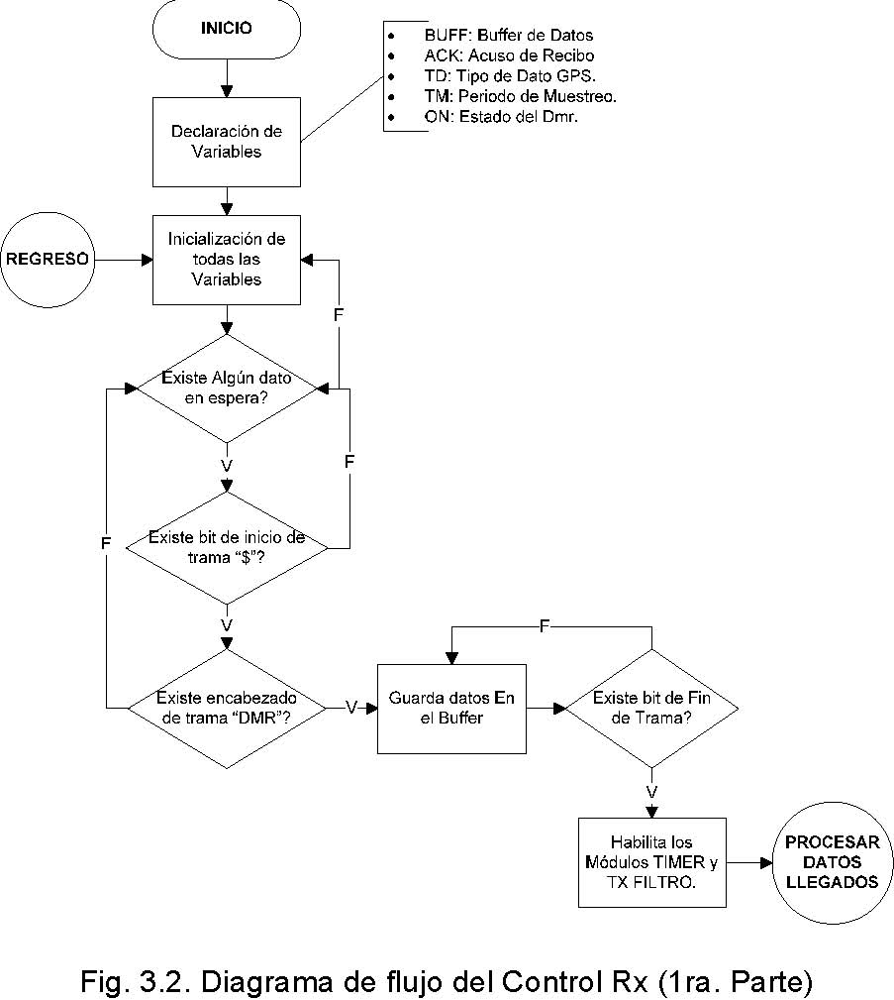 INICIO
• BUFF: Buffer de Datos
• ACK: Acuso de Recibo
• TD: Tipo de Dato GPS.
• TM: Periodo de Muestreo.
• ON: Estado del Dmr.
Declaración de
Variables
REGRESO
Inicialización de
todas las
Variables
F
Existe Algún dato
en espera?
V
F
Existe bit de inicio de
trama “$”?
F
V
Existe encabezado
de trama “DMR”?
V
Guarda datos En
el Buffer
F
Existe bit de Fin
de Trama?
V
Habilita los
Módulos TIMER y
TX FILTRO.
PROCESAR
DATOS
LLEGADOS
Fig. 3.2. Diagrama de flujo del Control Rx (1ra. Parte)